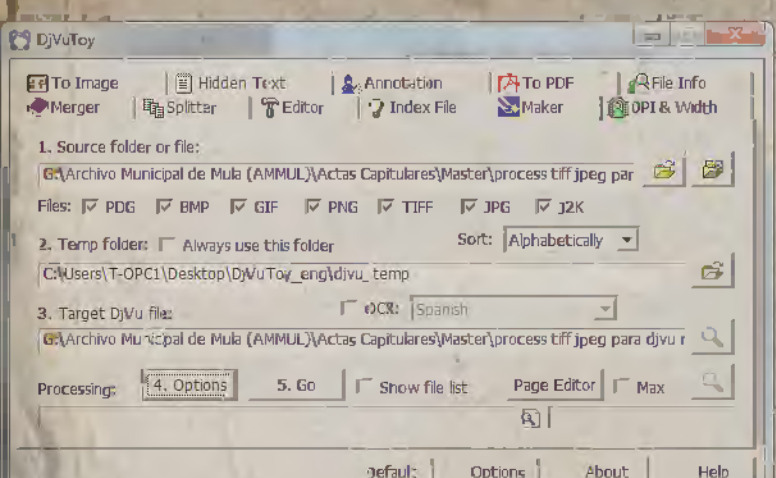 DjVuToy
To Image Hidden Text Annotation To PDF File Info
Merger Splitter Editor Index File Maker DPI & Width
1. Source folder or file:
G:\Archivo Municipal de Mula (AMMUL)\Actas Capitulares\Master\process tiff jpeg par
Files: PDG BMP GIF PNG TIFF JPG J2K
2. Temp folder: Always use this folder Sort: Alphabetically
C:\Users\T-OPC1\Desktop\DjVuToy_eng\djvu_temp
3. Target DjVu file: OCR: Spanish
G:\Archivo Municipal de Mula (AMMUL)\Actas Capitulares\Master\process tiff jpeg para djvu r
Processing: 4. Options 5. Go Show file list Page Editor Max
Default Options About Help